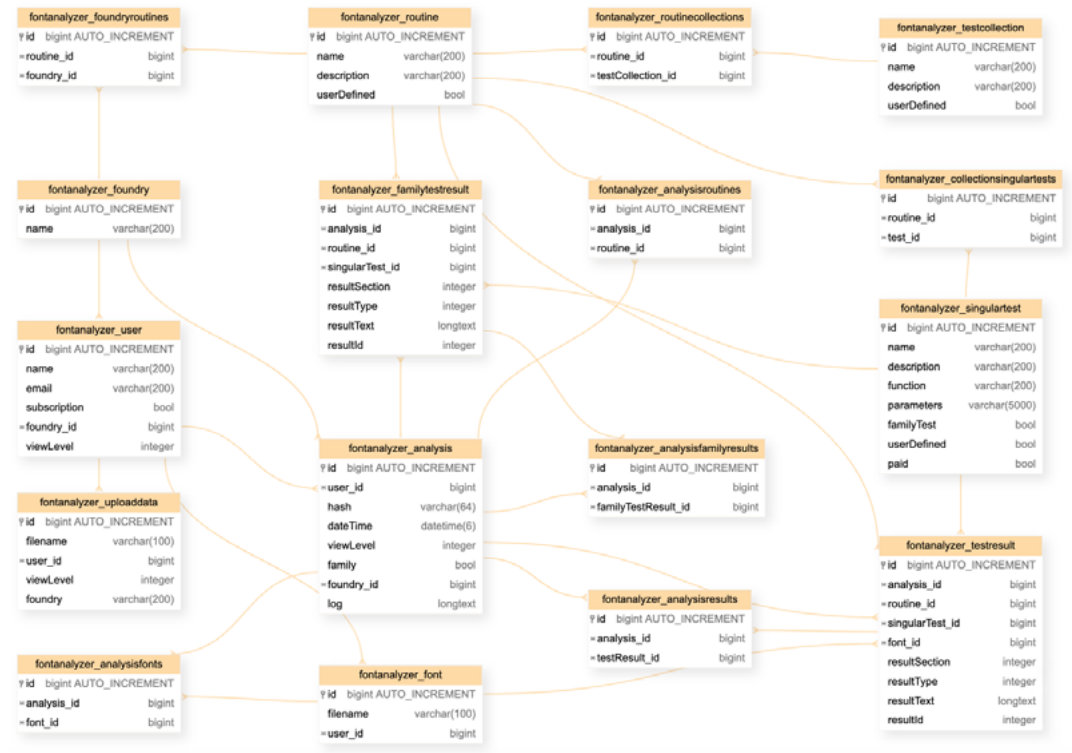 fontanalyzer_foundryroutines
id bigint AUTO_INCREMENT
routine_id bigint
foundry_id bigint
fontanalyzer_routine
id bigint AUTO_INCREMENT
name varchar(200)
description varchar(200)
userDefined bool
fontanalyzer_routinecollections
id bigint AUTO_INCREMENT
routine_id bigint
testCollection_id bigint
fontanalyzer_testcollection
id bigint AUTO_INCREMENT
name varchar(200)
description varchar(200)
userDefined bool
fontanalyzer_foundry
id bigint AUTO_INCREMENT
name varchar(200)
fontanalyzer_familytestresult
id bigint AUTO_INCREMENT
analysis_id bigint
routine_id bigint
singularTest_id bigint
resultSection integer
resultType integer
resultText longtext
resultId integer
fontanalyzer_analysisroutines
id bigint AUTO_INCREMENT
analysis_id bigint
routine_id bigint
fontanalyzer_collectionsingulartests
id bigint AUTO_INCREMENT
routine_id bigint
test_id bigint
fontanalyzer_user
id bigint AUTO_INCREMENT
name varchar(200)
email varchar(200)
subscription bool
foundry_id bigint
viewLevel integer
fontanalyzer_singulartest
id bigint AUTO_INCREMENT
name varchar(200)
description varchar(200)
function varchar(200)
parameters varchar(5000)
familyTest bool
userDefined bool
paid bool
fontanalyzer_uploaddata
id bigint AUTO_INCREMENT
filename varchar(100)
user_id bigint
viewLevel integer
foundry varchar(200)
fontanalyzer_analysis
id bigint AUTO_INCREMENT
user_id bigint
hash varchar(64)
dateTime datetime(6)
viewLevel integer
family bool
foundry_id bigint
log longtext
fontanalyzer_analysisfamilyresults
id bigint AUTO_INCREMENT
analysis_id bigint
familyTestResult_id bigint
fontanalyzer_testresult
id bigint AUTO_INCREMENT
analysis_id bigint
routine_id bigint
singularTest_id bigint
font_id bigint
resultSection integer
resultType integer
resultText longtext
resultId integer
fontanalyzer_analysisresults
id bigint AUTO_INCREMENT
analysis_id bigint
testResult_id bigint
fontanalyzer_analysisfonts
id bigint AUTO_INCREMENT
analysis_id bigint
font_id bigint
fontanalyzer_font
id bigint AUTO_INCREMENT
filename varchar(100)
user_id bigint